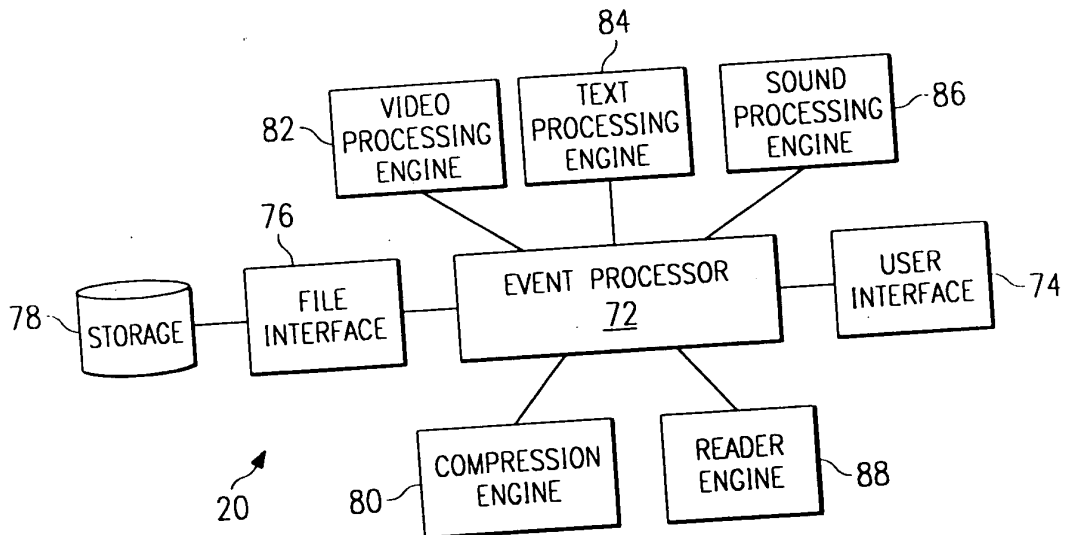 84
82
VIDEO
PROCESSING
ENGINE
TEXT
PROCESSING
ENGINE
SOUND
PROCESSING
ENGINE
86
76
78
STORAGE
FILE
INTERFACE
EVENT PROCESSOR
72
USER
INTERFACE
74
20
80
COMPRESSION
ENGINE
READER
ENGINE
88